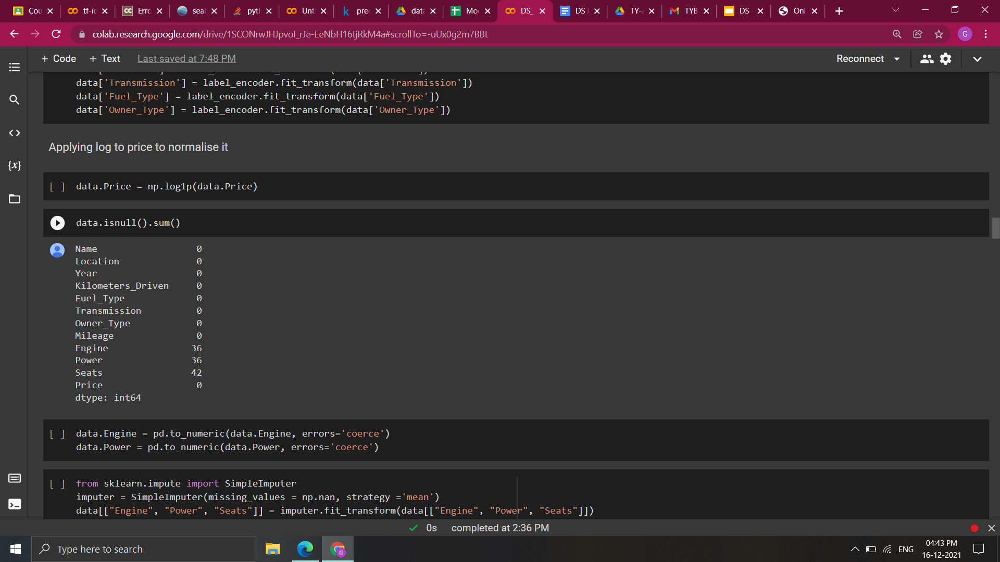 Cou
tf-ic
Erro
seal
pytl
Unti
pred
data
Moc
DS_
DS
TY-
TYB
DS
Onl
colab.research.google.com/drive/1SCONrwJHJpvol_rJe-EeNbH16tjRkM4a#scrollTo=-uUx0g2m7BBt
G
+ Code + Text Last saved at 7:48 PM Reconnect
data['Transmission'] = label_encoder.fit_transform(data['Transmission'])
data['Fuel_Type'] = label_encoder.fit_transform(data['Fuel_Type'])
data['Owner_Type'] = label_encoder.fit_transform(data['Owner_Type'])
Applying log to price to normalise it
[ ] data.Price = np.log1p(data.Price)
data.isnull().sum()
Name 0
Location 0
Year 0
Kilometers_Driven 0
Fuel_Type 0
Transmission 0
Owner_Type 0
Mileage 0
Engine 36
Power 36
Seats 42
Price 0
dtype: int64
[ ] data.Engine = pd.to_numeric(data.Engine, errors='coerce')
data.Power = pd.to_numeric(data.Power, errors='coerce')
[ ] from sklearn.impute import SimpleImputer
imputer = SimpleImputer(missing_values = np.nan, strategy ='mean')
data[["Engine", "Power", "Seats"]] = imputer.fit_transform(data[["Engine", "Power", "Seats"]])
0s completed at 2:36 PM
Type here to search
ENG
04:43 PM
16-12-2021